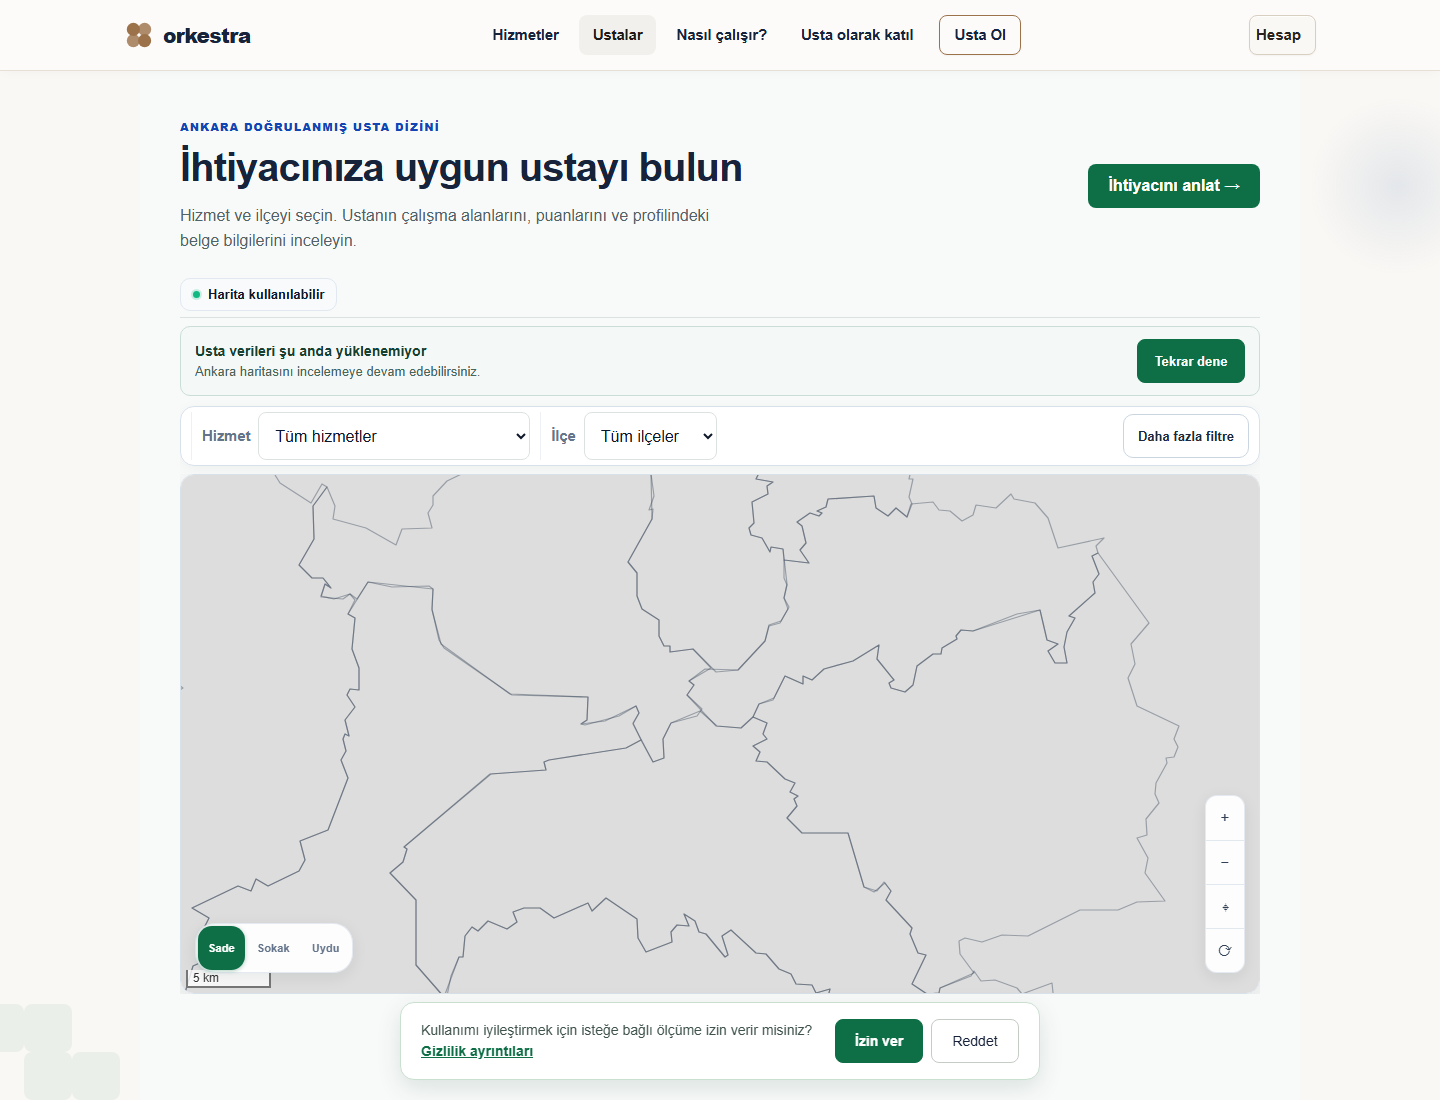 orkestra
Hizmetler
Ustalar
Nasıl çalışır?
Usta olarak katıl
Usta Ol
Hesap
ANKARA DOĞRULANMIŞ USTA DİZİNİ
İhtiyacınıza uygun ustayı bulun
Hizmet ve ilçeyi seçin. Ustanın çalışma alanlarını, puanlarını ve profilindeki
belge bilgilerini inceleyin.
İhtiyacını anlat →
Harita kullanılabilir
Usta verileri şu anda yüklenemiyor
Ankara haritasını incelemeye devam edebilirsiniz.
Tekrar dene
Hizmet
Tüm hizmetler
İlçe
Tüm ilçeler
Daha fazla filtre
+
−
Sade
Sokak
Uydu
5 km
Kullanımı iyileştirmek için isteğe bağlı ölçüme izin verir misiniz?
Gizlilik ayrıntıları
İzin ver
Reddet